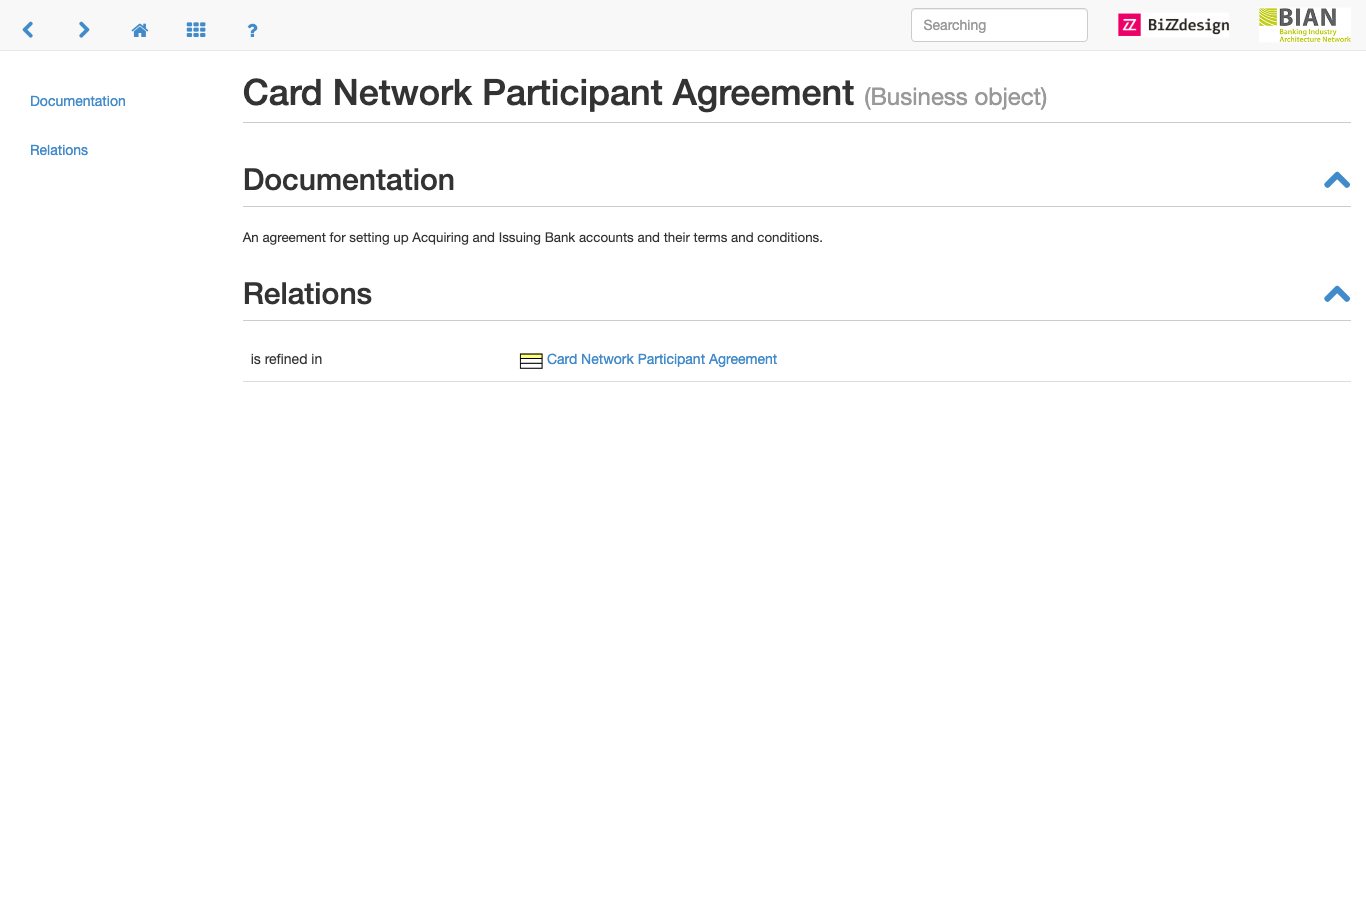 Searching
BiZZdesign
BIAN
Banking Industry
Architecture Network
Documentation
Relations
Card Network Participant Agreement (Business object)
Documentation
An agreement for setting up Acquiring and Issuing Bank accounts and their terms and conditions.
Relations
is refined in Card Network Participant Agreement